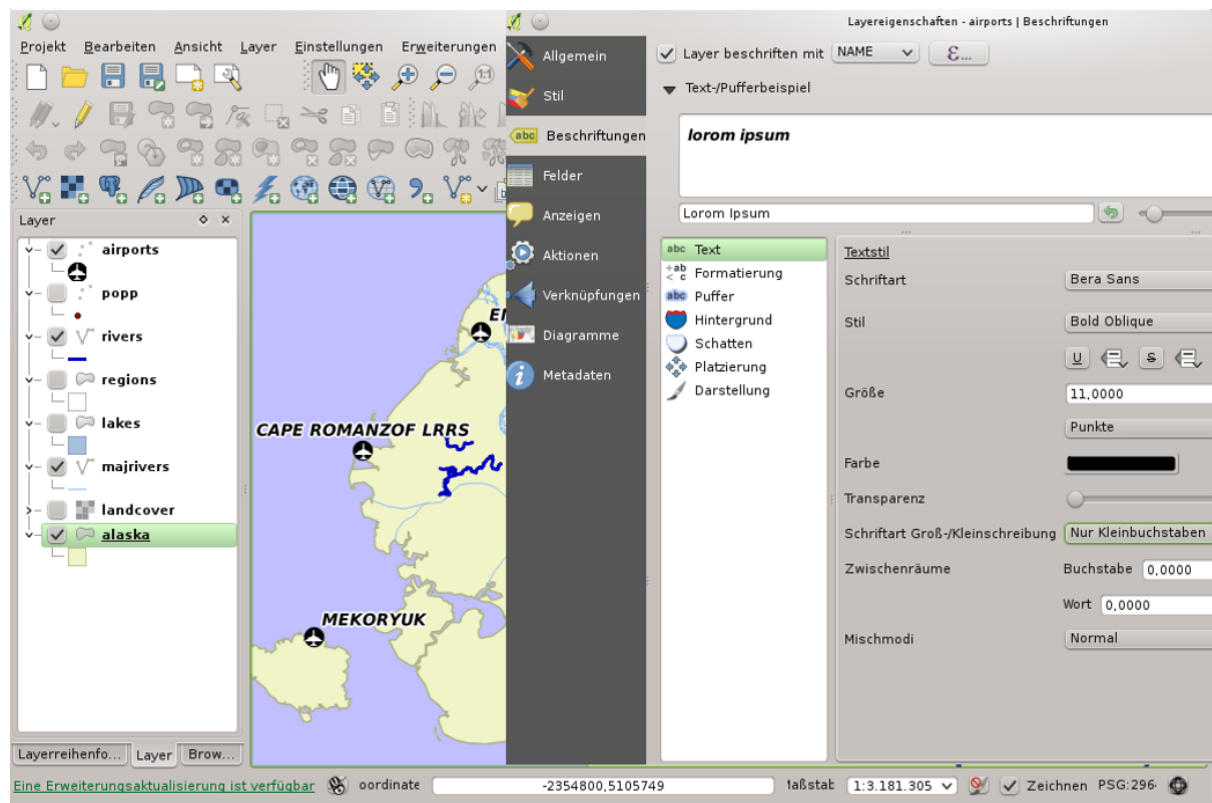 Projekt Bearbeiten Ansicht Layer Einstellungen Erweiterungen
Layer
airports
popp
rivers
regions
lakes
majrivers
landcover
alaska
Layerreihenfo... Layer Brow...
CAPE ROMANZOF LRRS
MEKORYUK
Layereigenschaften - airports | Beschriftungen
Allgemein
Stil
Beschriftungen
Felder
Anzeigen
Aktionen
Verknüpfungen
Diagramme
Metadaten
Layer beschriften mit NAME ε...
Text-/Pufferbeispiel
lorom ipsum
Lorom Ipsum
Text
Formatierung
Puffer
Hintergrund
Schatten
Platzierung
Darstellung
Textstil
Schriftart Bera Sans
Stil Bold Oblique
U S
Größe 11,0000
Punkte
Farbe
Transparenz
Schriftart Groß-/Kleinschreibung Nur Kleinbuchstaben
Zwischenräume Buchstabe 0,0000
Wort 0,0000
Mischmodi Normal
Eine Erweiterungsaktualisierung ist verfügbar oordinate -2354800,5105749 1:3.181.305 Zeichnen PSG:296